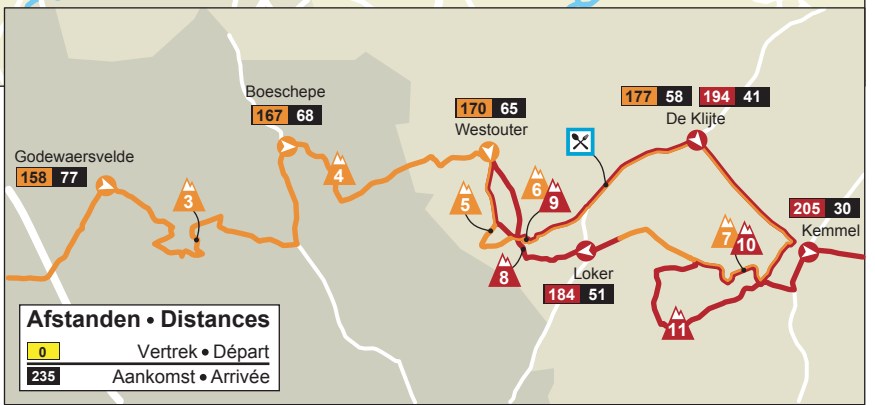 Boeschepe
167 68
Godewaersvelde
158 77
3
4
170 65
Westouter
5
6
9
8
177 58 194 41
De Klijte
7
10
205 30
Kemmel
Loker
184 51
11
Afstanden • Distances
0 Vertrek • Départ
235 Aankomst • Arrivée